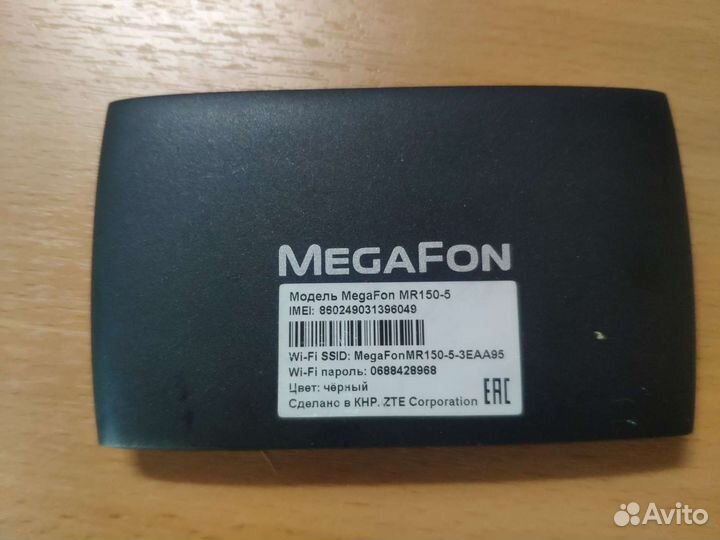 MEGAFON
Модель MegaFon MR150-5
IMEI: 860249031396049
Wi-Fi SSID: MegaFonMR150-5-3EAA95
Wi-Fi пароль: 0688428968
Цвет: чёрный
Сделано в КНР. ZTE Corporation
EAC
Avito